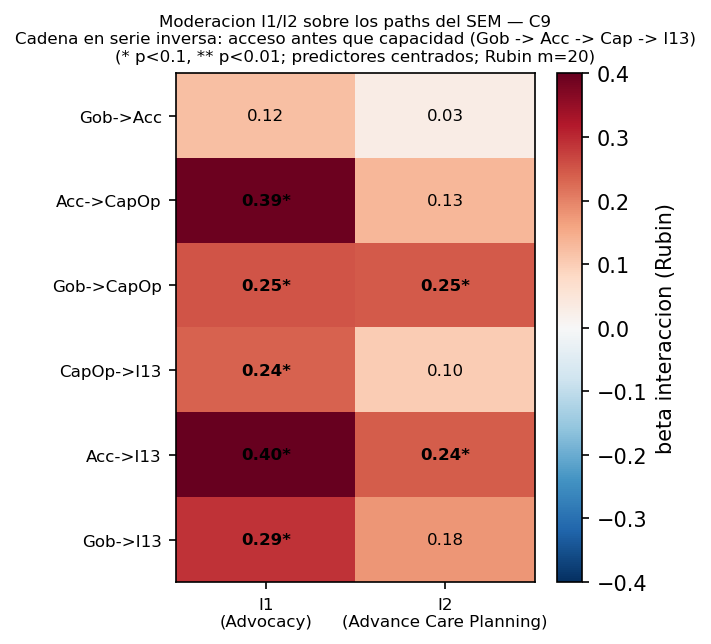 Moderacion I1/I2 sobre los paths del SEM — C9
Cadena en serie inversa: acceso antes que capacidad (Gob -> Acc -> Cap -> I13)
(* p<0.1, ** p<0.01; predictores centrados; Rubin m=20)
Gob->Acc 0.12 0.03
Acc->CapOp 0.39* 0.13
Gob->CapOp 0.25* 0.25*
CapOp->I13 0.24* 0.10
Acc->I13 0.40* 0.24*
Gob->I13 0.29* 0.18
I1
(Advocacy)
I2
(Advance Care Planning)
0.4
0.3
0.2
0.1
0.0
−0.1
−0.2
−0.3
−0.4
beta interaccion (Rubin)